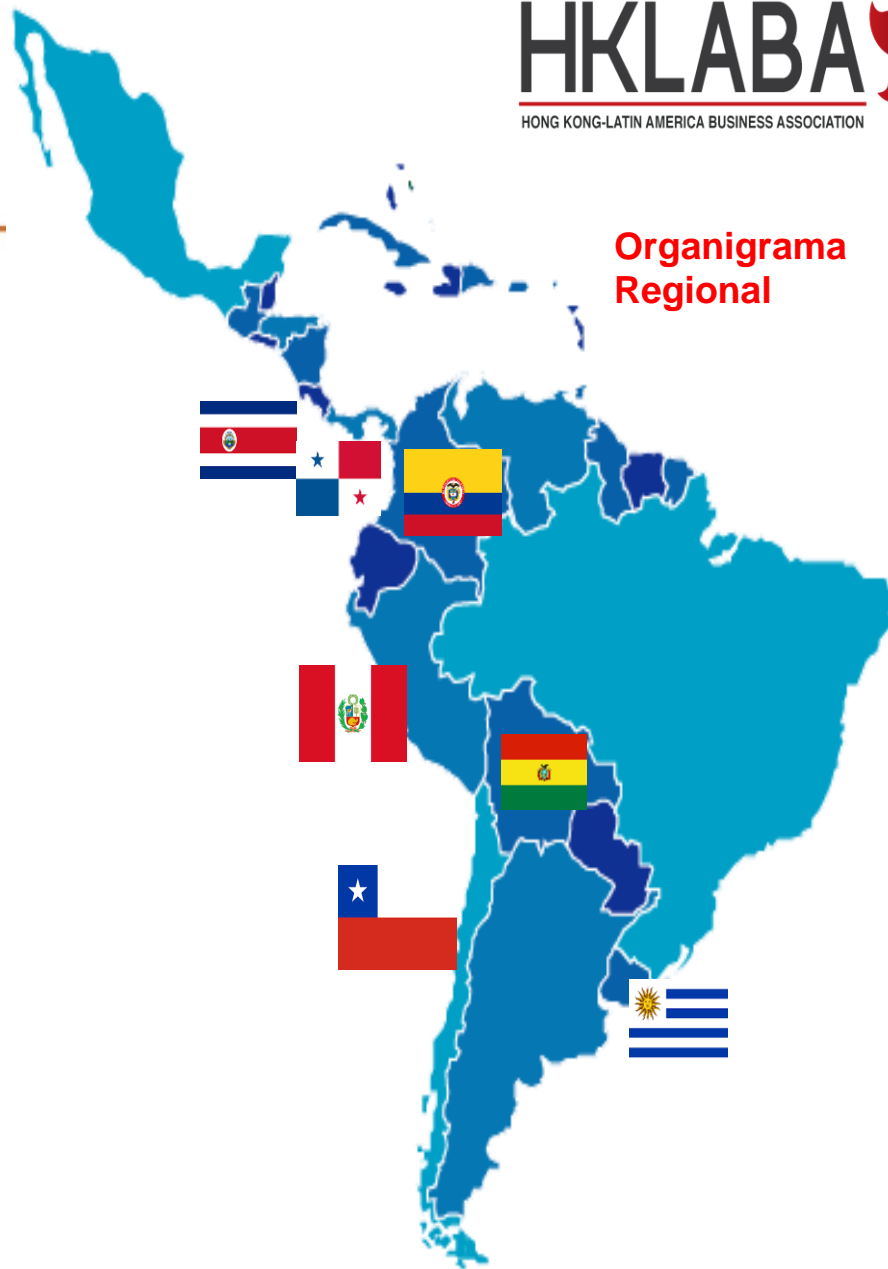 HKLABA
HONG KONG-LATIN AMERICA BUSINESS ASSOCIATION
Organigrama
Regional